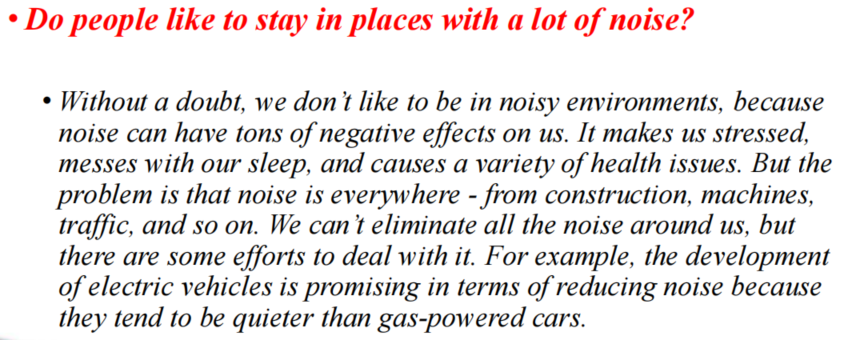 • Do people like to stay in places with a lot of noise?
• Without a doubt, we don't like to be in noisy environments, because
noise can have tons of negative effects on us. It makes us stressed,
messes with our sleep, and causes a variety of health issues. But the
problem is that noise is everywhere - from construction, machines,
traffic, and so on. We can't eliminate all the noise around us, but
there are some efforts to deal with it. For example, the development
of electric vehicles is promising in terms of reducing noise because
they tend to be quieter than gas-powered cars.